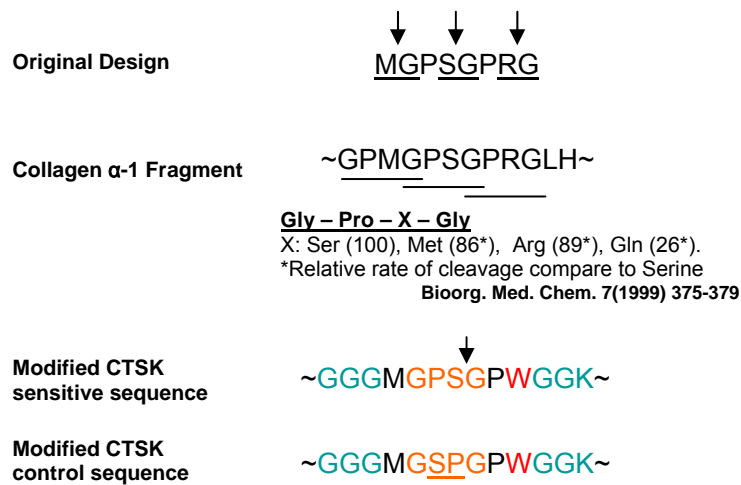 Original Design
MGPSGPRG
Collagen α-1 Fragment
~GPMGPSGPRGLH~
Gly – Pro – X – Gly
X: Ser (100), Met (86*), Arg (89*), Gln (26*).
*Relative rate of cleavage compare to Serine
Bioorg. Med. Chem. 7(1999) 375-379
Modified CTSK
sensitive sequence
~GGGMGPSGPWGGK~
Modified CTSK
control sequence
~GGGMGSPGPWGGK~